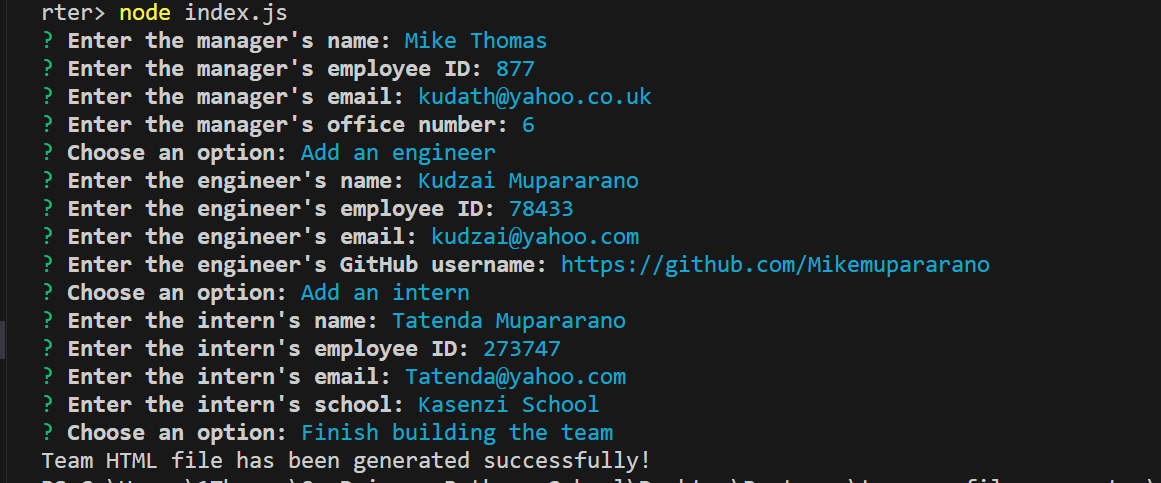 rter> node index.js
? Enter the manager's name: Mike Thomas
? Enter the manager's employee ID: 877
? Enter the manager's email: kudath@yahoo.co.uk
? Enter the manager's office number: 6
? Choose an option: Add an engineer
? Enter the engineer's name: Kudzai Mupararano
? Enter the engineer's employee ID: 78433
? Enter the engineer's email: kudzai@yahoo.com
? Enter the engineer's GitHub username: https://github.com/Mikemupararano
? Choose an option: Add an intern
? Enter the intern's name: Tatenda Mupararano
? Enter the intern's employee ID: 273747
? Enter the intern's email: Tatenda@yahoo.com
? Enter the intern's school: Kasenzi School
? Choose an option: Finish building the team
Team HTML file has been generated successfully!